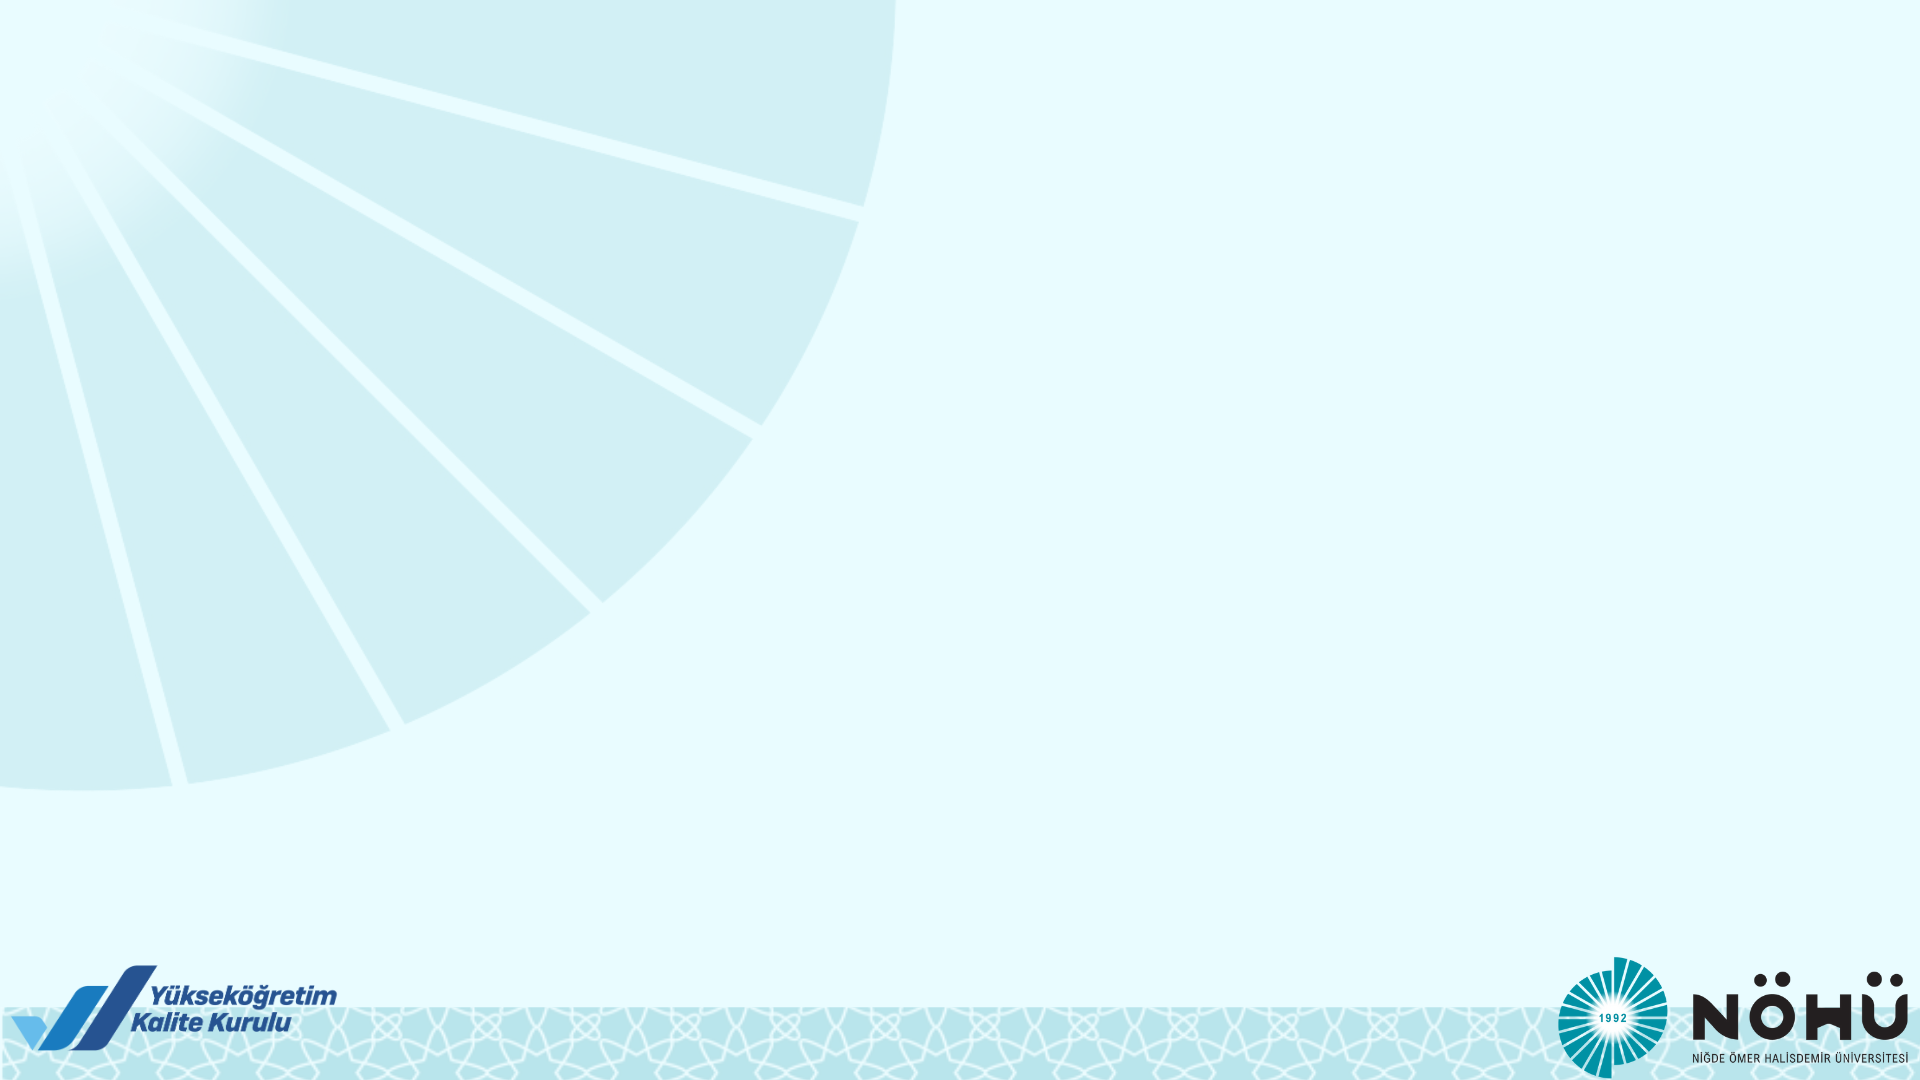 Yükseköğretim
Kalite Kurulu
1992
NÖHÜ
NİĞDE ÖMER HALİSDEMİR ÜNİVERSİTESİ